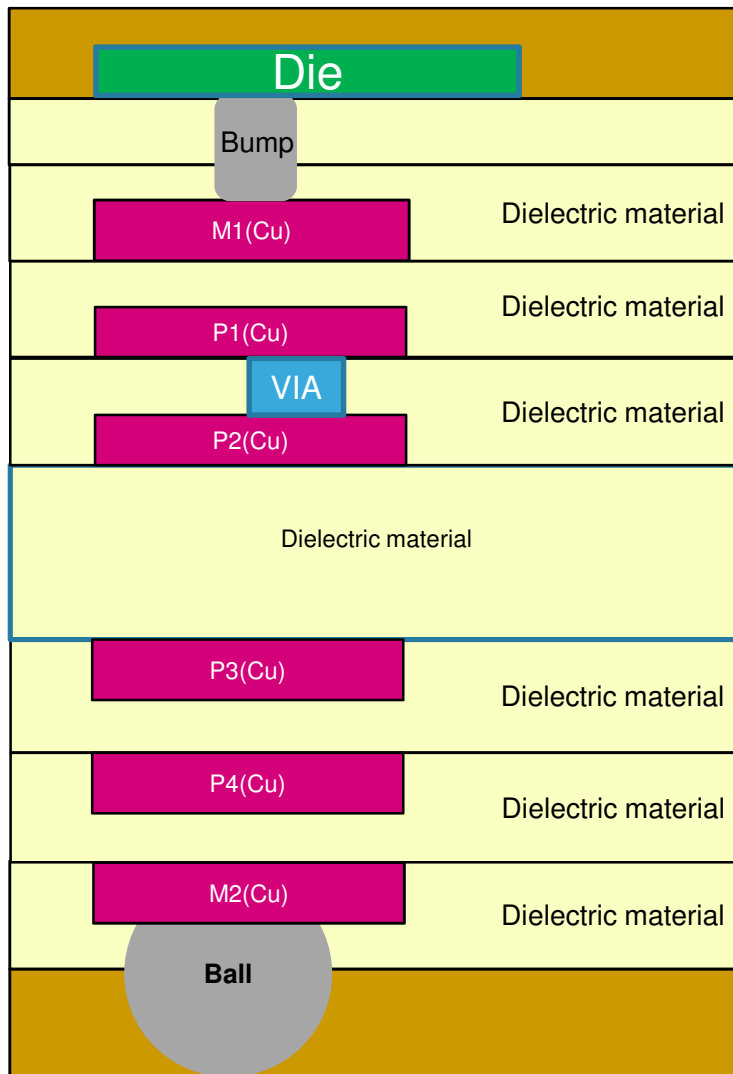 Die
Bump
Dielectric material
M1(Cu)
Dielectric material
P1(Cu)
VIA
Dielectric material
P2(Cu)
Dielectric material
P3(Cu)
Dielectric material
P4(Cu)
Dielectric material
M2(Cu)
Dielectric material
Ball